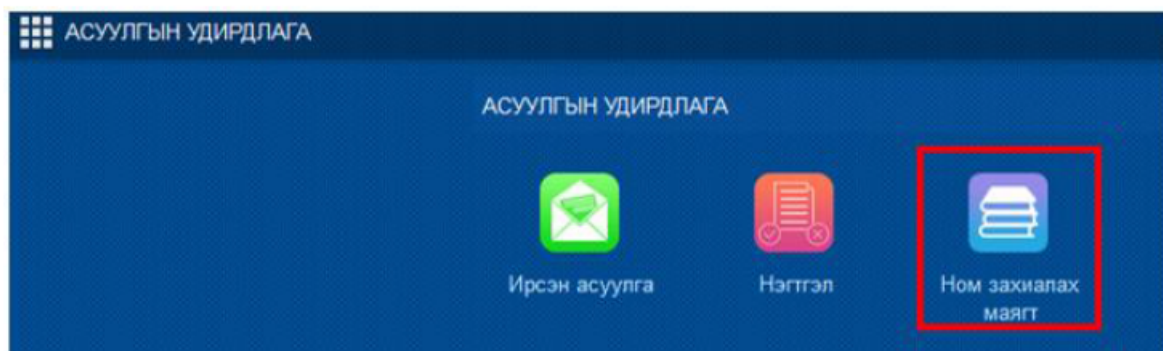 АСУУЛГЫН УДИРДЛАГА
АСУУЛГЫН УДИРДЛАГА
Ирсэн асуулга
Нэгтгэл
Ном захиалах
маягт